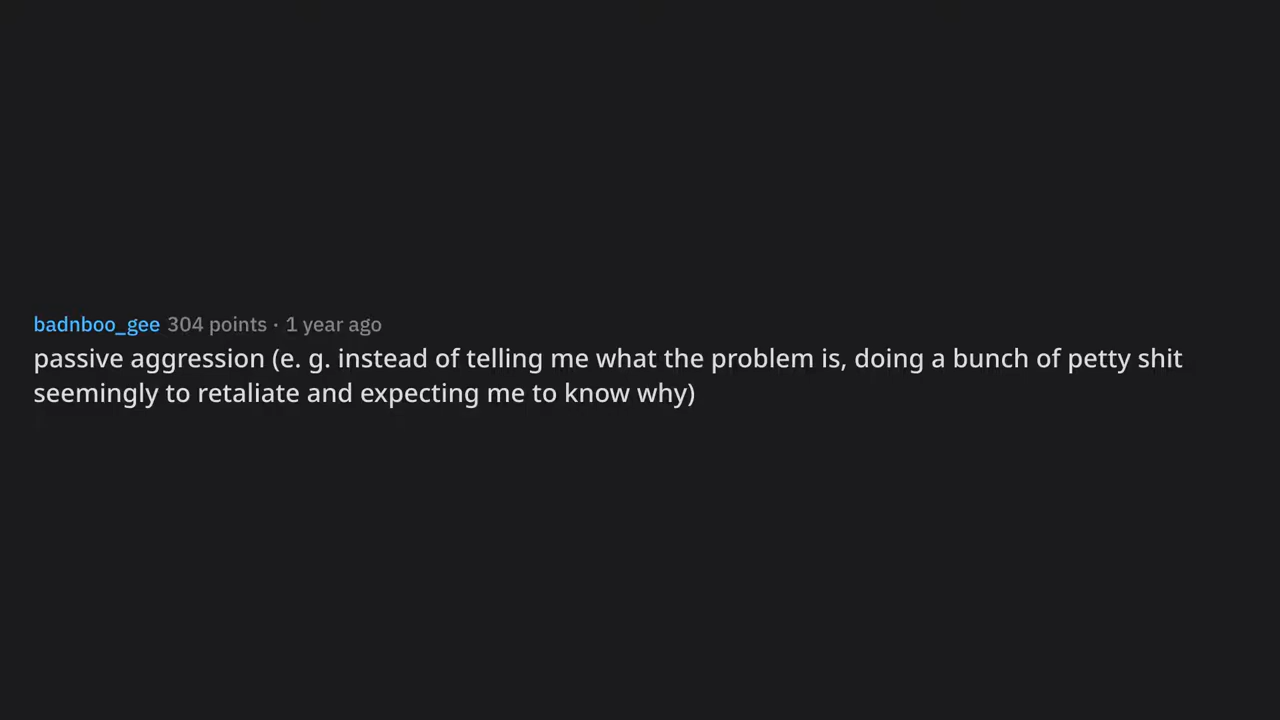 badnboo_gee 304 points · 1 year ago
passive aggression (e. g. instead of telling me what the problem is, doing a bunch of petty shit
seemingly to retaliate and expecting me to know why)